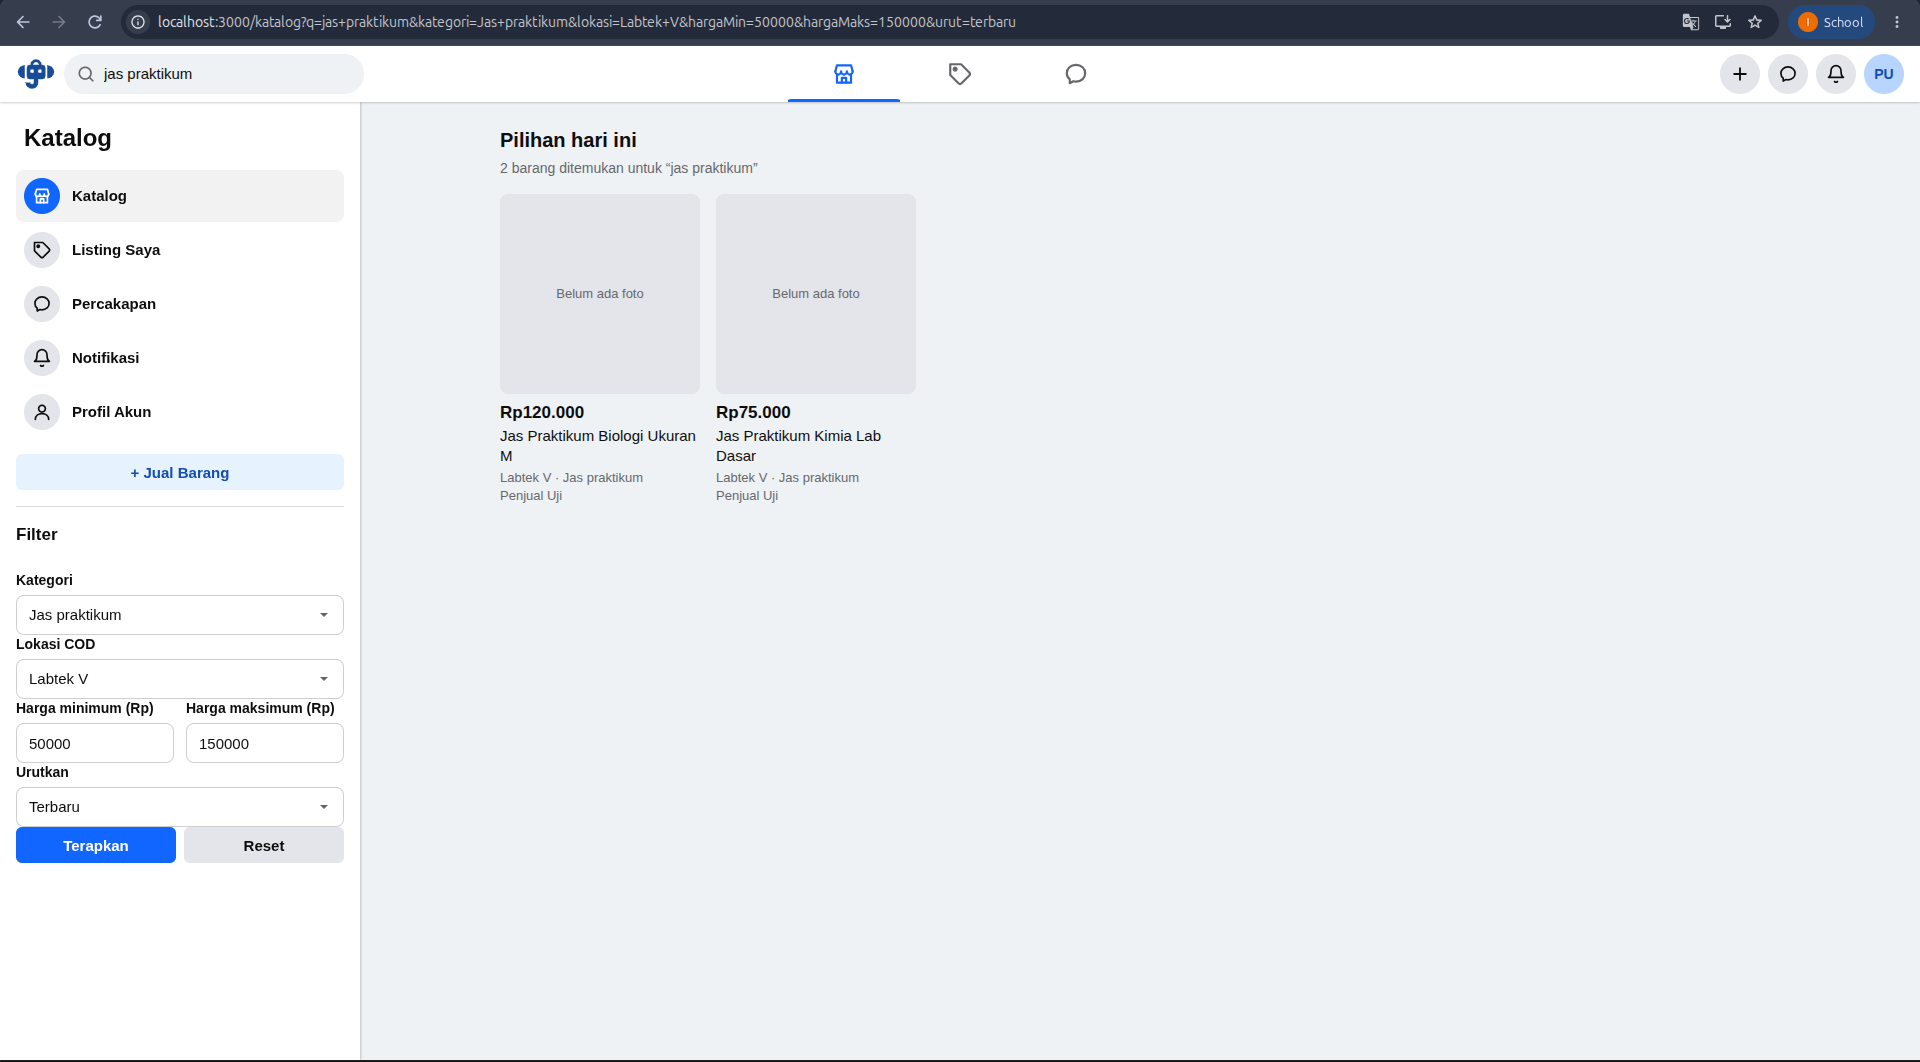 localhost:3000/katalog?q=jas+praktikum&kategori=Jas+praktikum&lokasi=Labtek+V&hargaMin=50000&hargaMaks=150000&urut=terbaru
I School
jas praktikum
PU
Katalog
Katalog
Listing Saya
Percakapan
Notifikasi
Profil Akun
+ Jual Barang
Filter
Kategori
Jas praktikum
Lokasi COD
Labtek V
Harga minimum (Rp) Harga maksimum (Rp)
50000 150000
Urutkan
Terbaru
Terapkan Reset
Pilihan hari ini
2 barang ditemukan untuk “jas praktikum”
Belum ada foto
Rp120.000
Jas Praktikum Biologi Ukuran
M
Labtek V · Jas praktikum
Penjual Uji
Belum ada foto
Rp75.000
Jas Praktikum Kimia Lab
Dasar
Labtek V · Jas praktikum
Penjual Uji